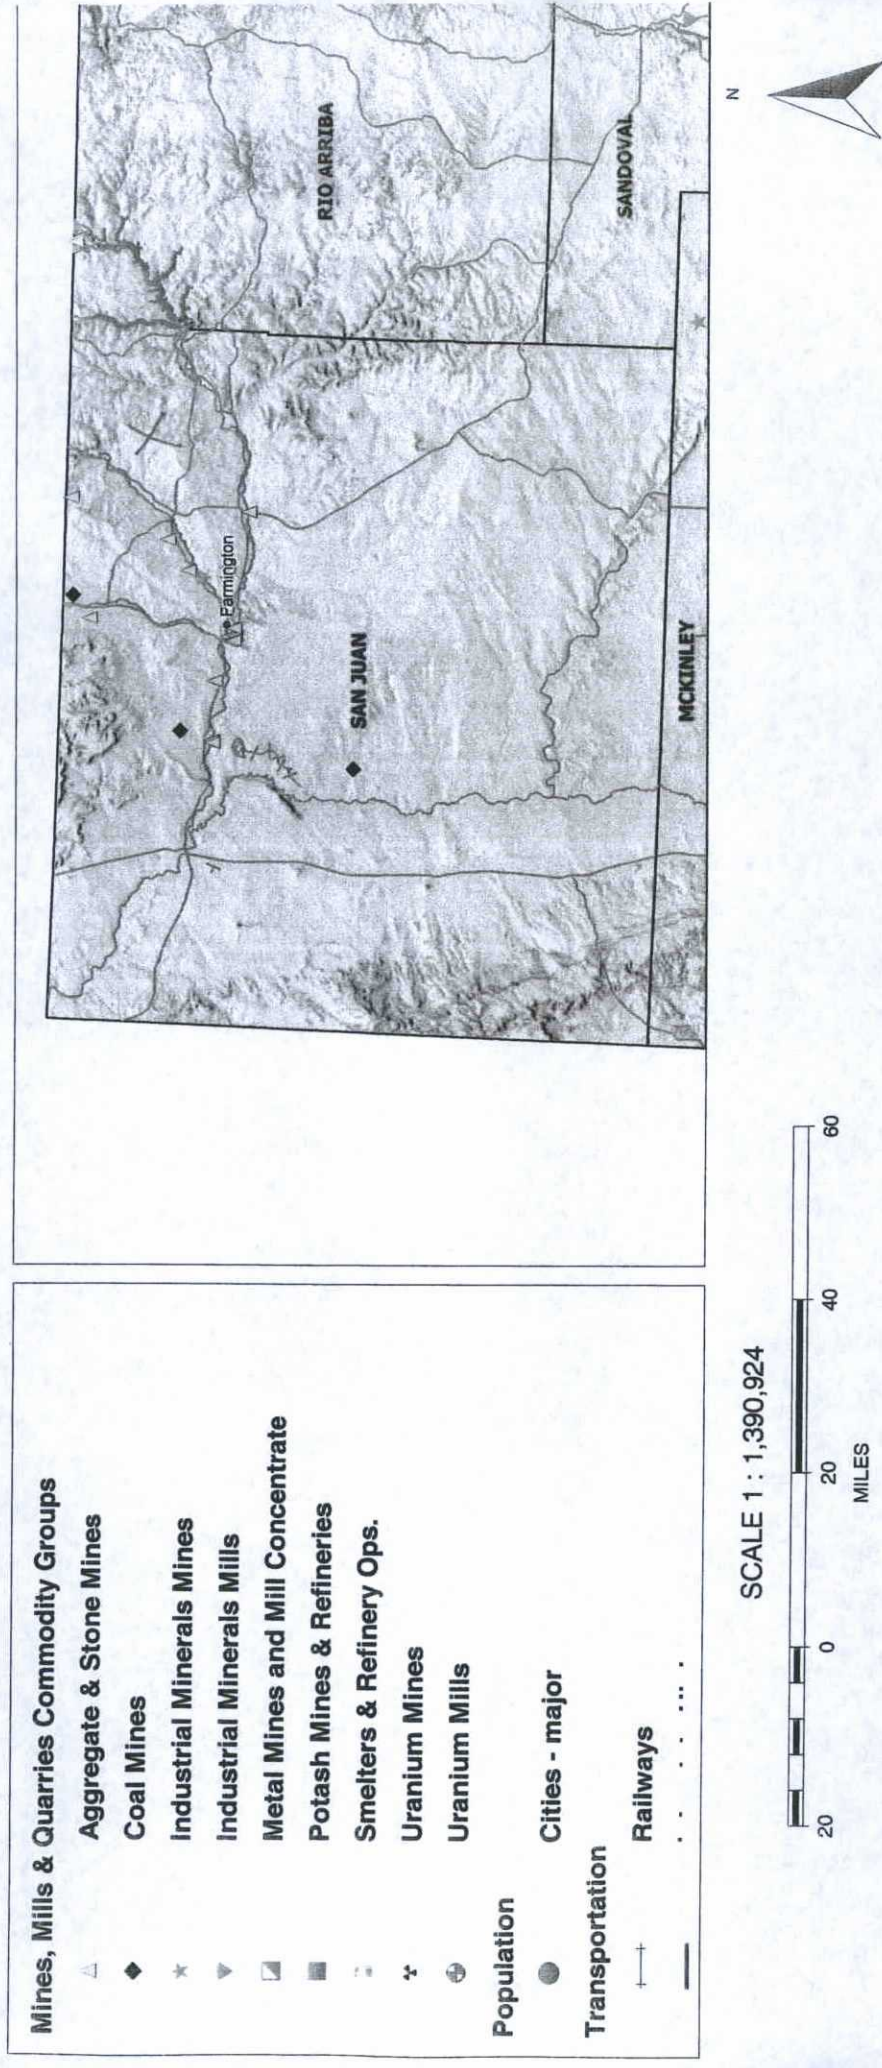 Mines, Mills & Quarries Commodity Groups
Aggregate & Stone Mines
Coal Mines
Industrial Minerals Mines
Industrial Minerals Mills
Metal Mines and Mill Concentrate
Potash Mines & Refineries
Smelters & Refinery Ops.
Uranium Mines
Uranium Mills
Population
Cities - major
Transportation
Railways
Farmington
SAN JUAN
RIO ARRIBA
SANDOVAL
MCKINLEY
N
SCALE 1 : 1,390,924
20 0 20 40 60
MILES